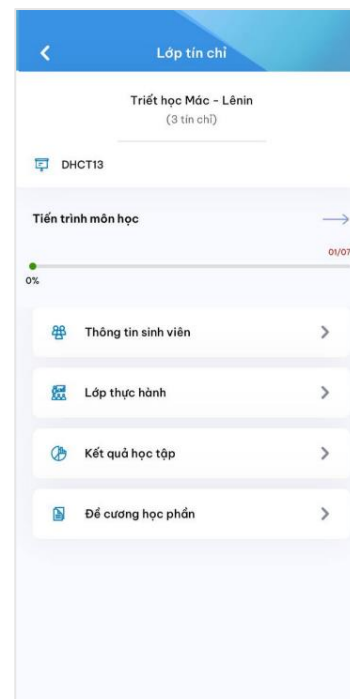 Lớp tín chỉ
Triết học Mác - Lênin
(3 tín chỉ)
DHCT13
Tiến trình môn học
01/07
0%
Thông tin sinh viên
Lớp thực hành
Kết quả học tập
Đề cương học phần